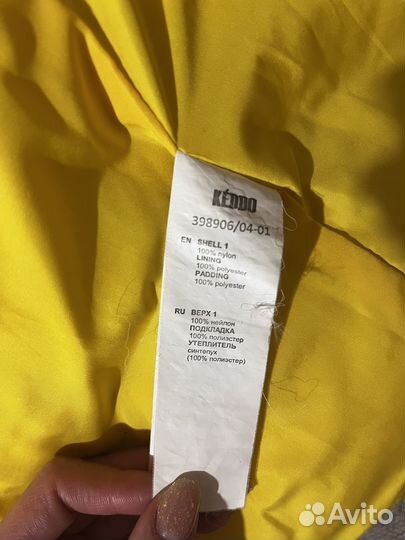 KÉDDO
398906/04-01
EN SHELL 1
100% nylon
LINING
100% polyester
PADDING
100% polyester
RU ВЕРХ 1
100% нейлон
ПОДКЛАДКА
100% полиэстер
УТЕПЛИТЕЛЬ
синтепух
(100% полиэстер)
Avito